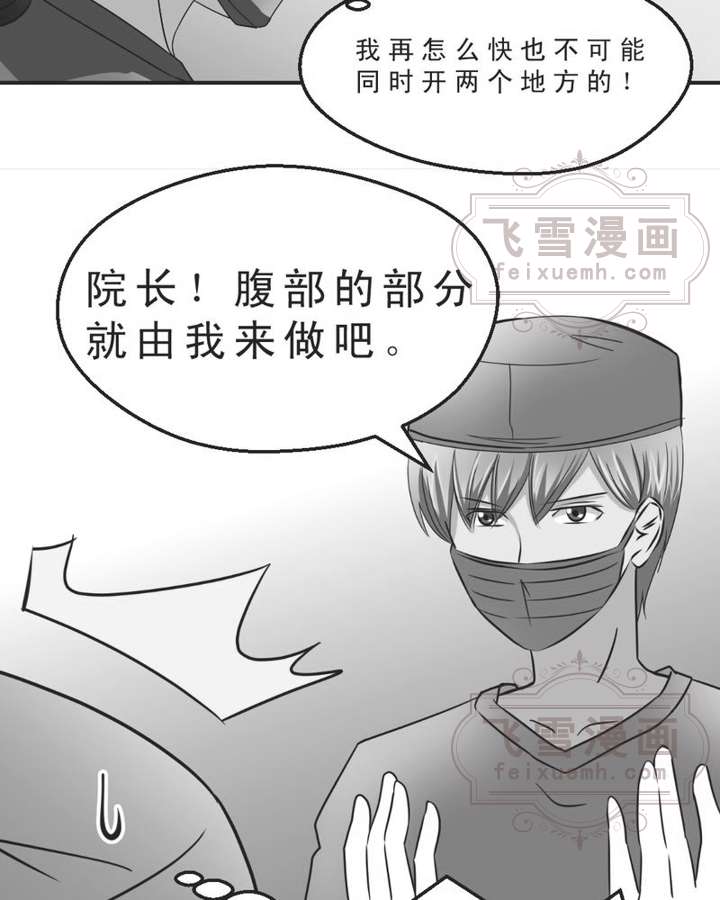 我再怎么快也不可能
同时开两个地方的！
飞雪漫画
feixuemh.com
院长！腹部的部分
就由我来做吧。
飞雪漫画
feixuemh.com